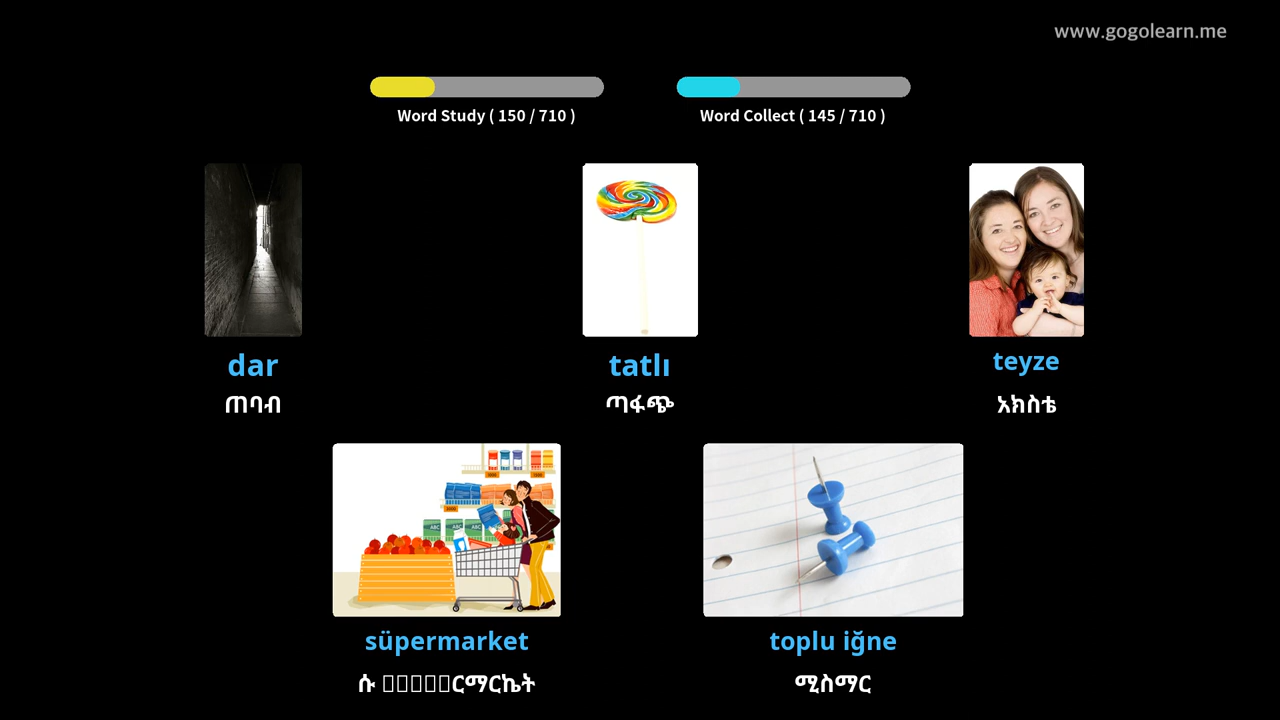 www.gogolearn.me
Word Study ( 150 / 710 )
Word Collect ( 145 / 710 )
dar
tatlı
teyze
ጠባብ
ጣፋጭ
አክስቴ
süpermarket
toplu iğne
ሱ ርማርኬት
ሚስማር